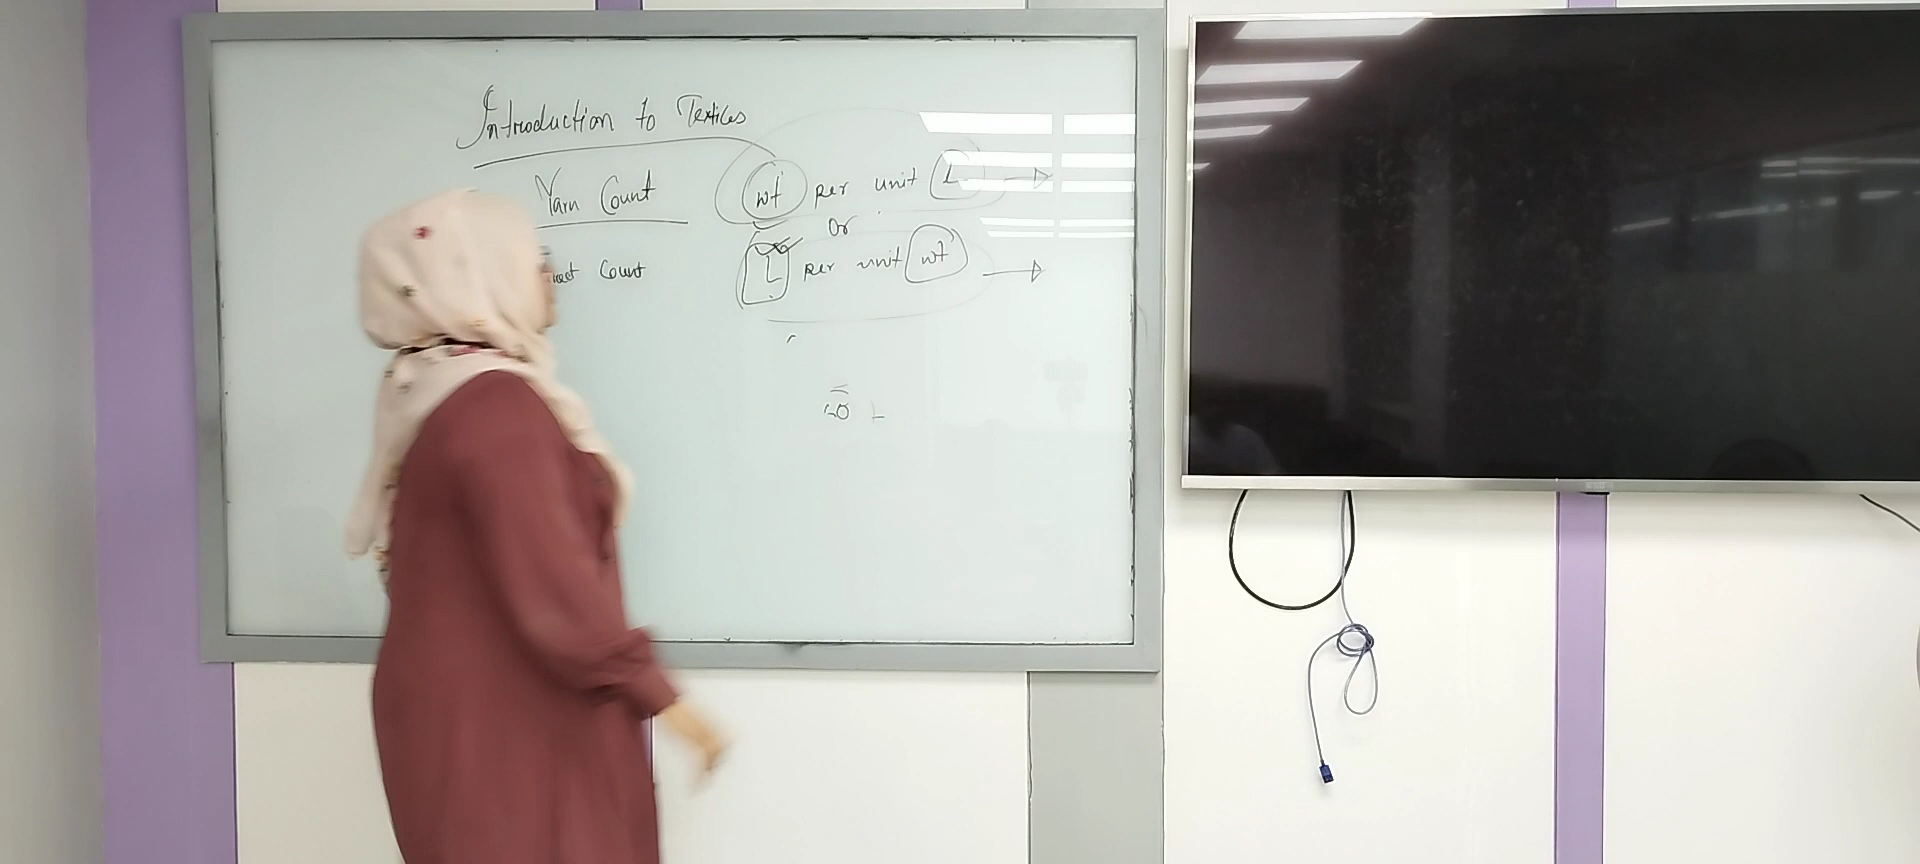 Introduction to Textiles
Yarn Count wt per unit L
or
Count L per unit wt